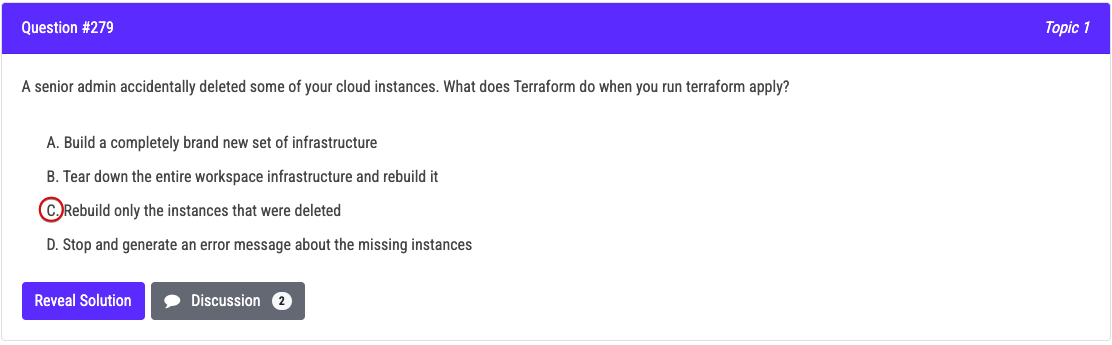 Question #279
Topic 1
A senior admin accidentally deleted some of your cloud instances. What does Terraform do when you run terraform apply?
A. Build a completely brand new set of infrastructure
B. Tear down the entire workspace infrastructure and rebuild it
C. Rebuild only the instances that were deleted
D. Stop and generate an error message about the missing instances
Reveal Solution
Discussion 2